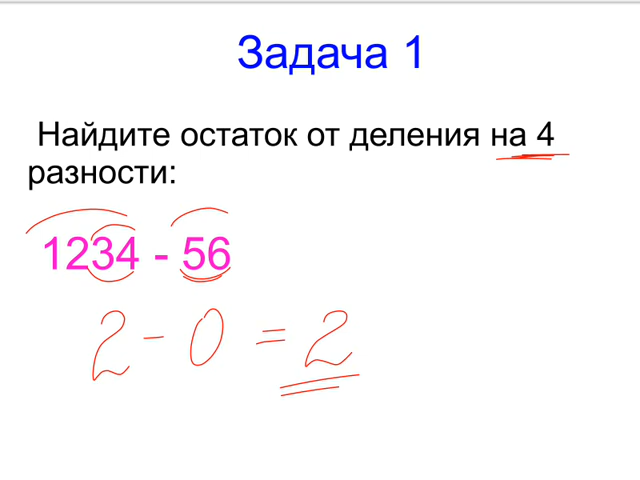 Задача 1
Найдите остаток от деления на 4
разности:
1234 - 56
2 - 0 = 2